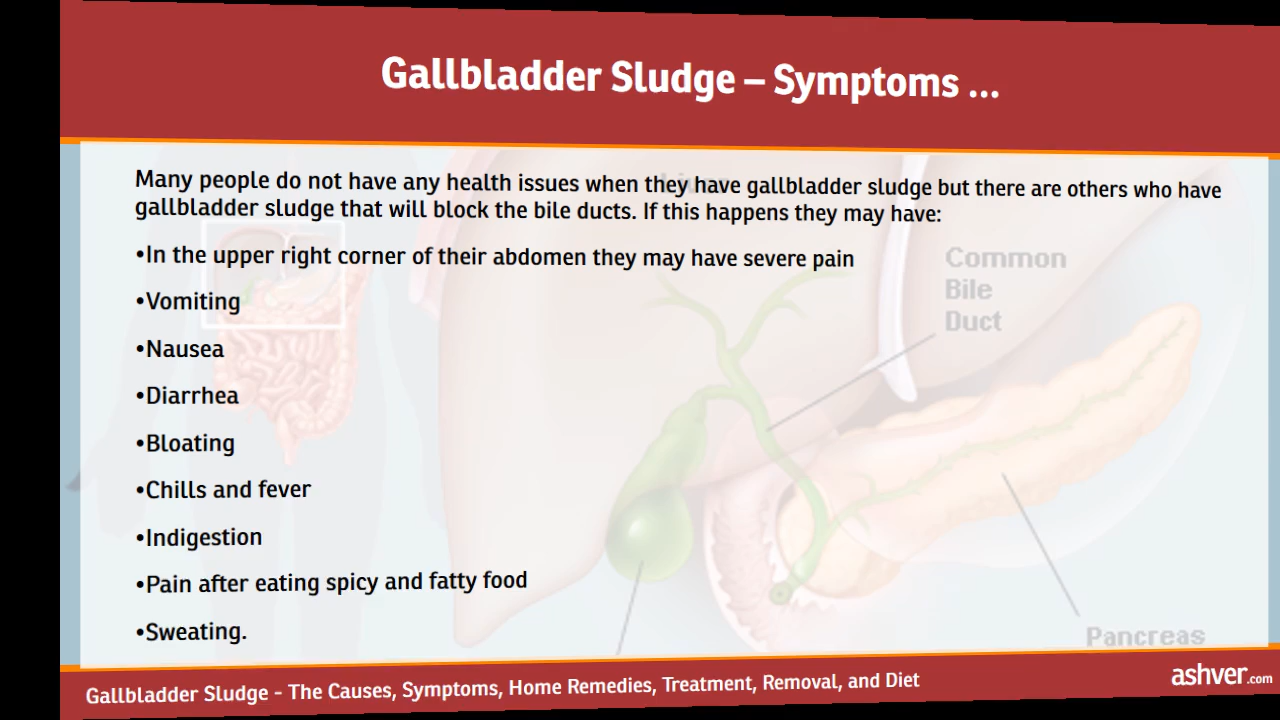 Gallbladder Sludge – Symptoms ...
Many people do not have any health issues when they have gallbladder sludge but there are others who have
gallbladder sludge that will block the bile ducts. If this happens they may have:
•In the upper right corner of their abdomen they may have severe pain
•Vomiting
•Nausea
•Diarrhea
•Bloating
•Chills and fever
•Indigestion
•Pain after eating spicy and fatty food
•Sweating.
Liver
Common
Bile
Duct
Pancreas
Gallbladder Sludge - The Causes, Symptoms, Home Remedies, Treatment, Removal, and Diet
ashver.com